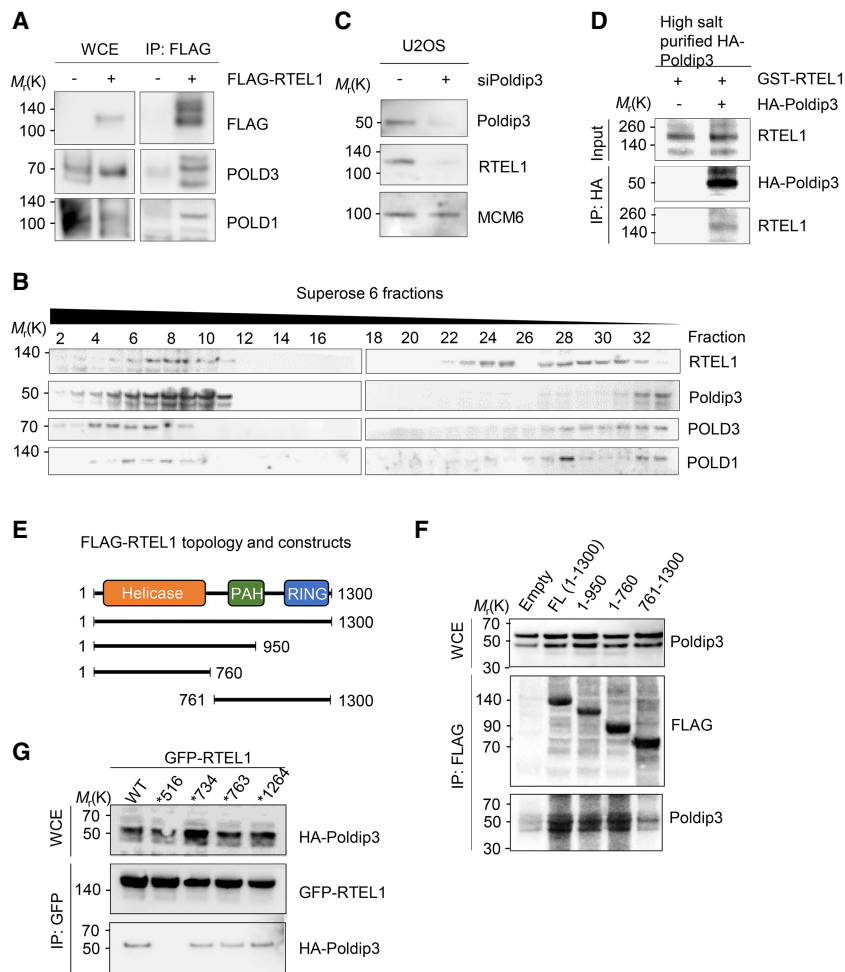 A
WCE
IP: FLAG
Mr(K)
- + - + FLAG-RTEL1
140
100
FLAG
70
POLD3
140
100
POLD1
C
U2OS
Mr(K)
- + siPoldip3
50
Poldip3
140
100
RTEL1
100
MCM6
D
High salt
purified HA-
Poldip3
+ + GST-RTEL1
Mr(K) - + HA-Poldip3
Input
260
140
RTEL1
IP: HA
50
HA-Poldip3
260
140
RTEL1
B
Superose 6 fractions
Mr(K)
2 4 6 8 10 12 14 16 18 20 22 24 26 28 30 32 Fraction
140
RTEL1
50
Poldip3
70
POLD3
140
POLD1
E
FLAG-RTEL1 topology and constructs
1 Helicase PAH RING 1300
1 1300
1 950
1 760
761 1300
F
Mr(K) Empty FL (1-1300) 1-950 1-760 761-1300
WCE
70
50
30
Poldip3
IP: FLAG
140
90
70
FLAG
70
50
30
Poldip3
G
GFP-RTEL1
Mr(K) WT *516 *734 *763 *1264
WCE
70
50
HA-Poldip3
IP: GFP
140
GFP-RTEL1
70
50
HA-Poldip3